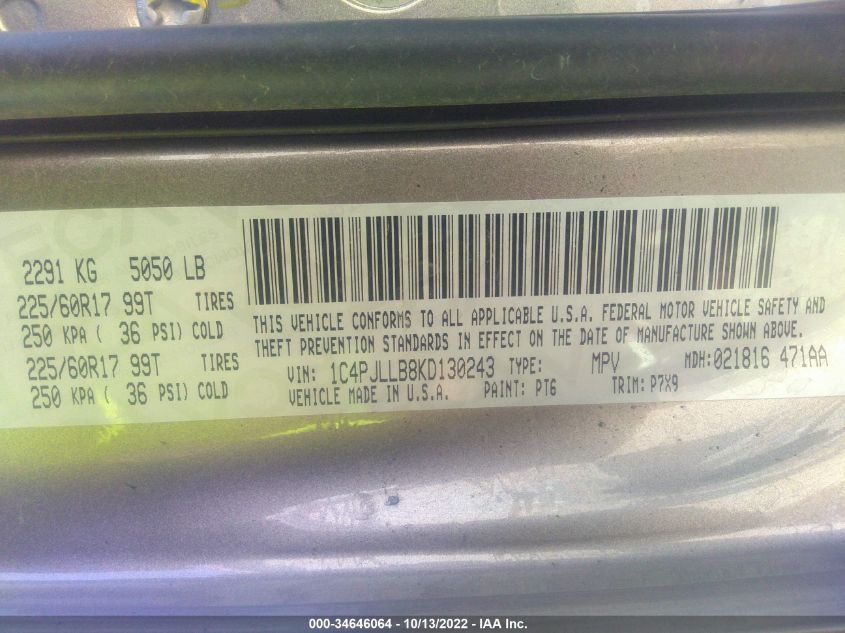 2291 KG 5050 LB
225/60R17 99T TIRES
250 KPA ( 36 PSI) COLD
225/60R17 99T TIRES
250 KPA ( 36 PSI) COLD
THIS VEHICLE CONFORMS TO ALL APPLICABLE U.S.A. FEDERAL MOTOR VEHICLE SAFETY AND
THEFT PREVENTION STANDARDS IN EFFECT ON THE DATE OF MANUFACTURE SHOWN ABOVE.
VIN: 1C4PJLLB8KD130243 TYPE: MPV MDH: 021816 471AA
VEHICLE MADE IN U.S.A. PAINT: PT6 TRIM: P7X9
000-34646064 - 10/13/2022 - IAA Inc.